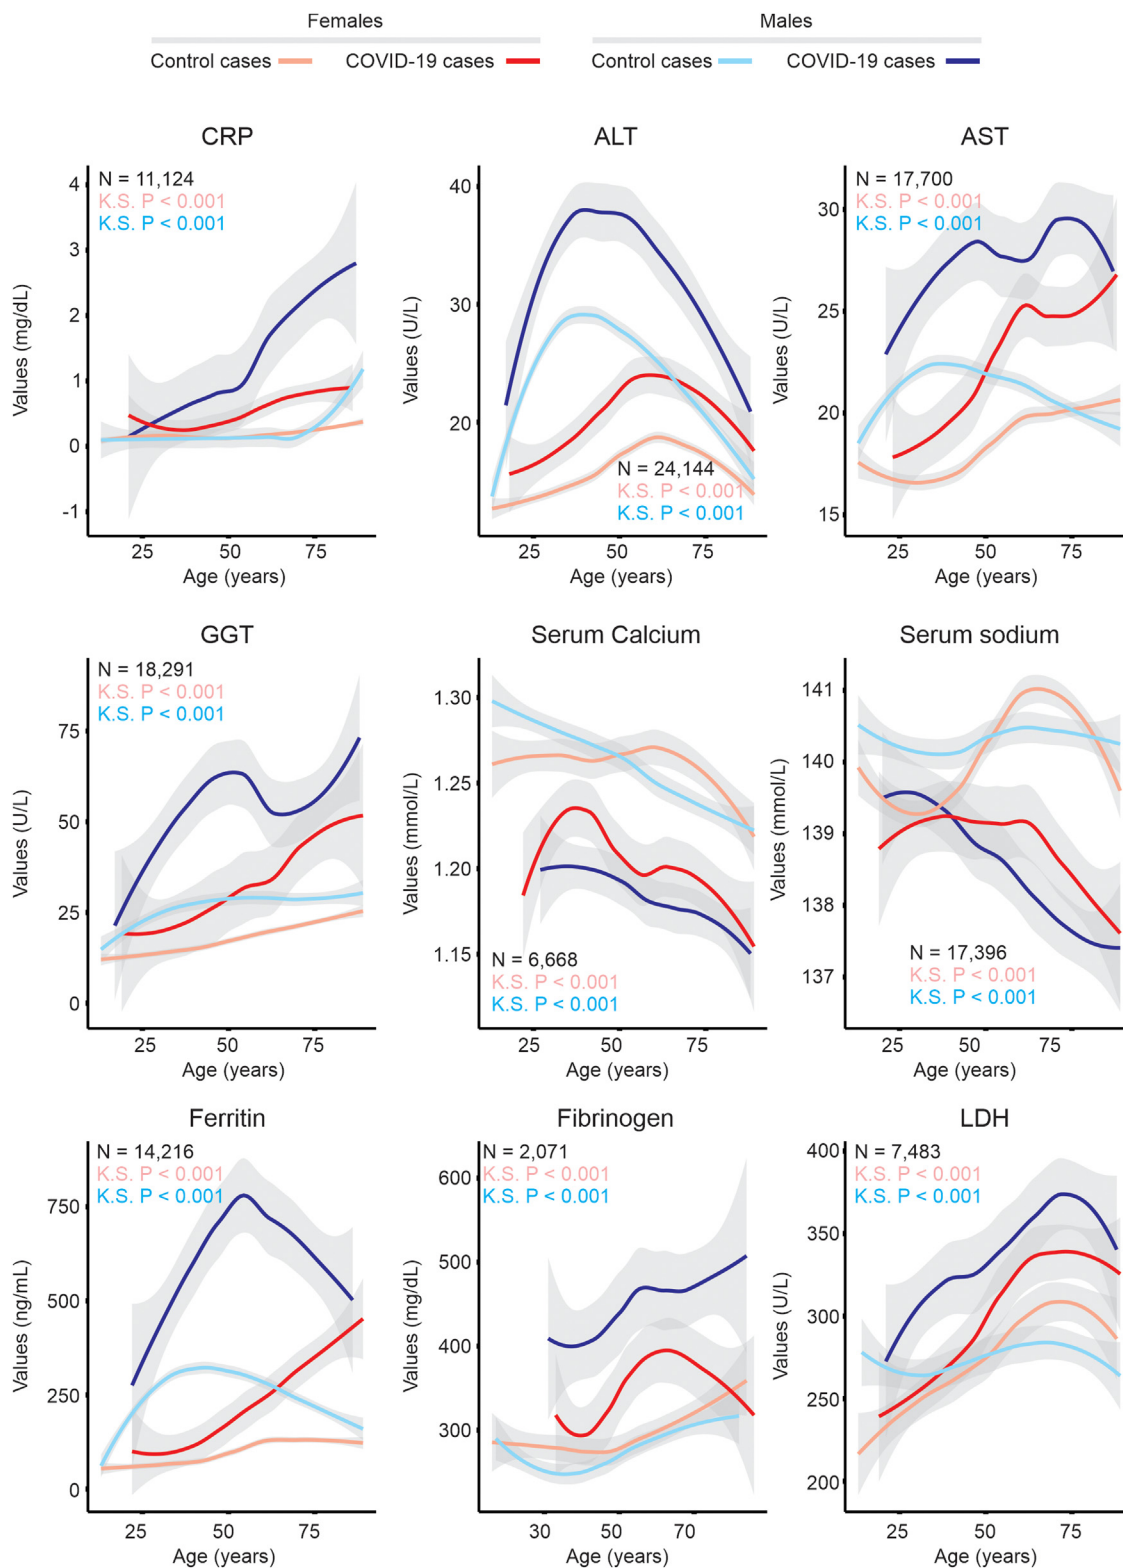 Females Males
Control cases COVID-19 cases Control cases COVID-19 cases
CRP
N = 11,124
K.S. P < 0.001
K.S. P < 0.001
Values (mg/dL)
4
3
2
1
0
-1
25 50 75
Age (years)
ALT
N = 24,144
K.S. P < 0.001
K.S. P < 0.001
Values (U/L)
40
30
20
25 50 75
Age (years)
AST
N = 17,700
K.S. P < 0.001
K.S. P < 0.001
Values (U/L)
30
25
20
15
25 50 75
Age (years)
GGT
N = 18,291
K.S. P < 0.001
K.S. P < 0.001
Values (U/L)
75
50
25
0
25 50 75
Age (years)
Serum Calcium
Values (mmol/L)
1.30
1.25
1.20
1.15
N = 6,668
K.S. P < 0.001
K.S. P < 0.001
25 50 75
Age (years)
Serum sodium
Values (mmol/L)
141
140
139
138
137
N = 17,396
K.S. P < 0.001
K.S. P < 0.001
25 50 75
Age (years)
Ferritin
N = 14,216
K.S. P < 0.001
K.S. P < 0.001
Values (ng/mL)
750
500
250
0
25 50 75
Age (years)
Fibrinogen
N = 2,071
K.S. P < 0.001
K.S. P < 0.001
Values (mg/dL)
600
500
400
300
30 50 70
Age (years)
LDH
N = 7,483
K.S. P < 0.001
K.S. P < 0.001
Values (U/L)
400
350
300
250
200
25 50 75
Age (years)